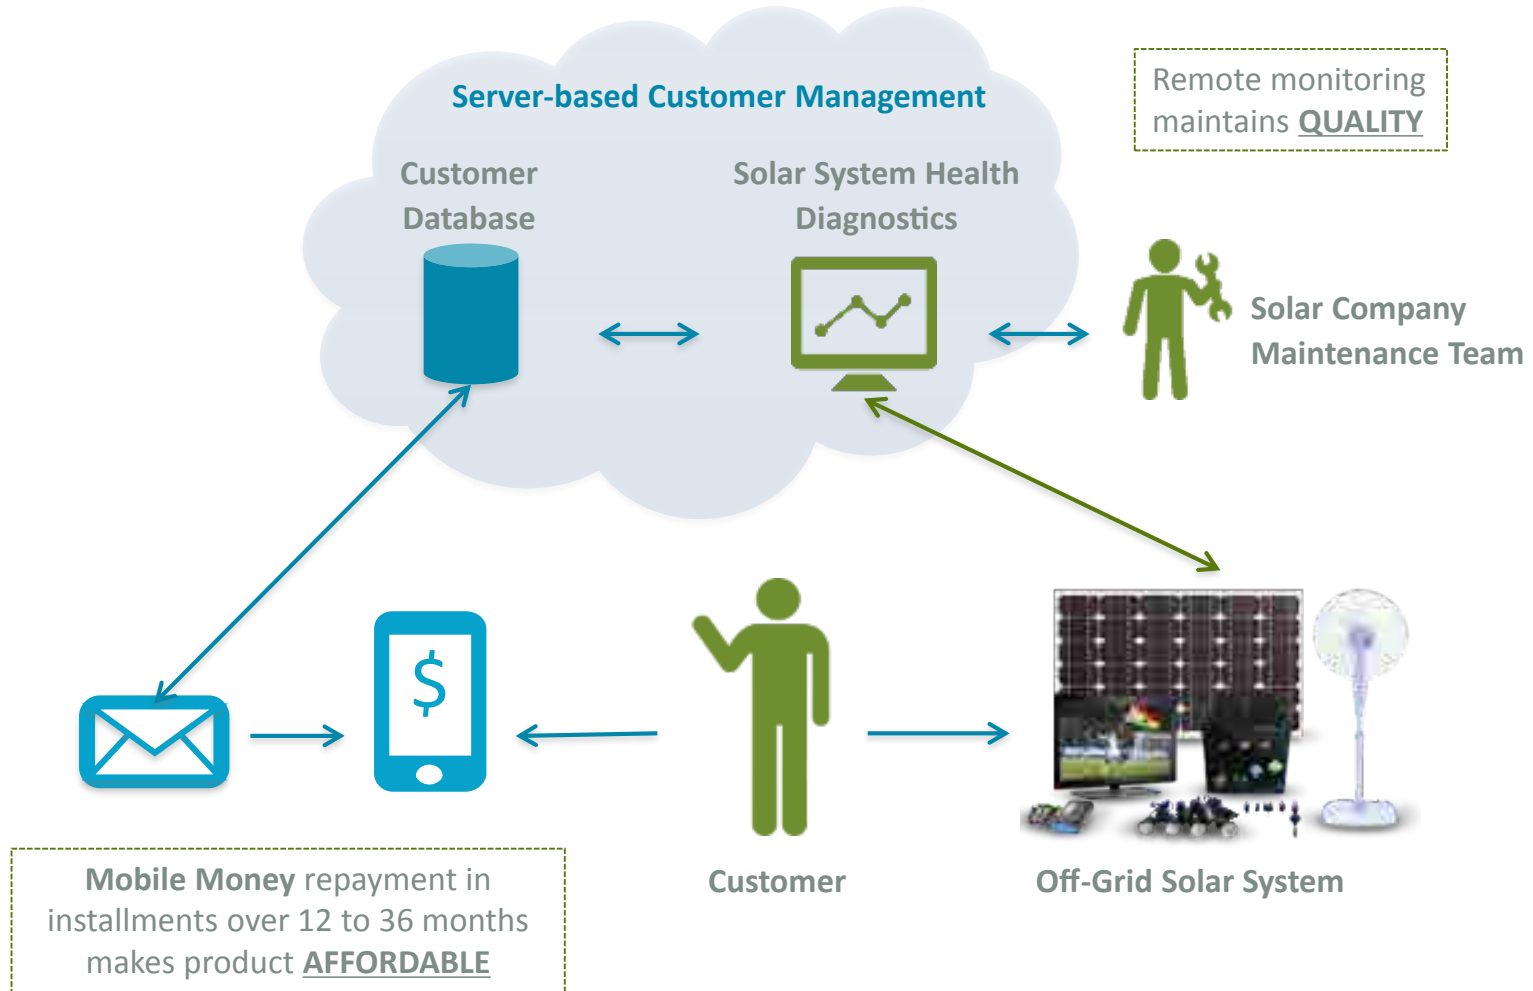 Server-based Customer Management
Remote monitoring
maintains QUALITY
Customer
Database
Solar System Health
Diagnostics
Solar Company
Maintenance Team
$
Mobile Money repayment in
installments over 12 to 36 months
makes product AFFORDABLE
Customer
Off-Grid Solar System